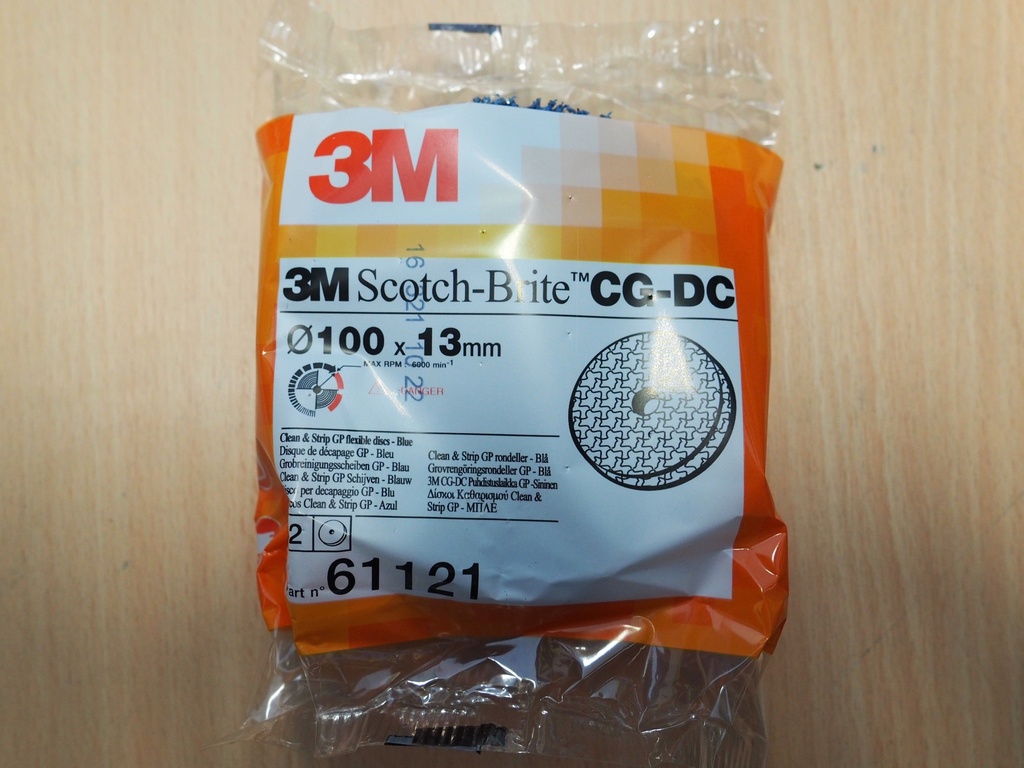 3M
3M Scotch-Brite™ CG-DC
Ø100 x 13mm
MAX RPM : 6000 min⁻¹
DANGER
Clean & Strip GP flexible discs - Blue
Disque de décapage GP - Bleu
Grobreinigungsscheiben GP - Blau
Clean & Strip GP Schijven - Blauw
per decapaggio GP - Blu
Clean & Strip GP - Azul
Clean & Strip GP rondeller - Blå
Grovrengöringsrondeller GP - Blå
3M CG-DC Puhdistuslaikka GP -Sininen
Δίσκοι Καθαρισμού Clean &
Strip GP - ΜΠΛΕ
2
Part n° 61121
10:22